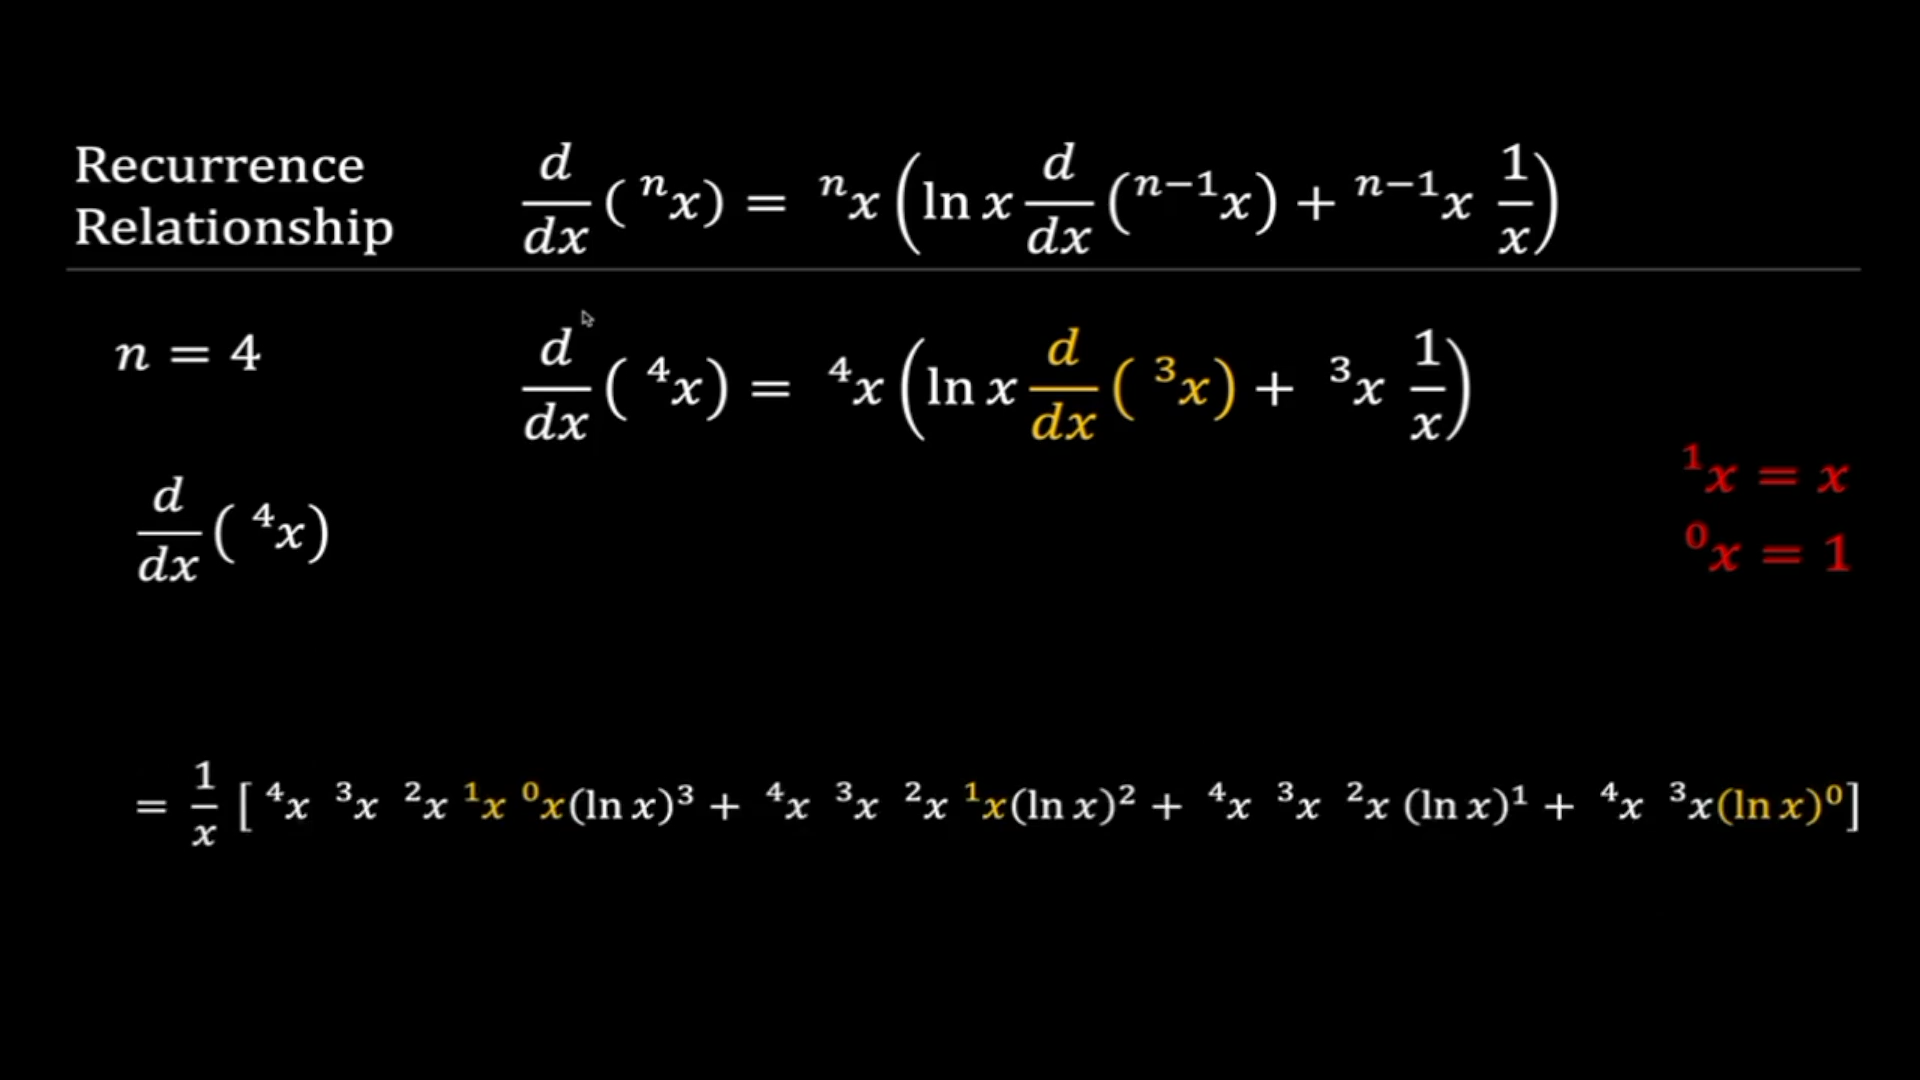 Recurrence
Relationship
d/dx (ⁿx) = ⁿx (ln x d/dx (ⁿ⁻¹x) + ⁿ⁻¹x 1/x)
n = 4
d/dx (⁴x) = ⁴x (ln x d/dx (³x) + ³x 1/x)
¹x = x
⁰x = 1
d/dx (⁴x)
= 1/x [⁴x ³x ²x ¹x ⁰x(ln x)³ + ⁴x ³x ²x ¹x(ln x)² + ⁴x ³x ²x (ln x)¹ + ⁴x ³x(ln x)⁰]